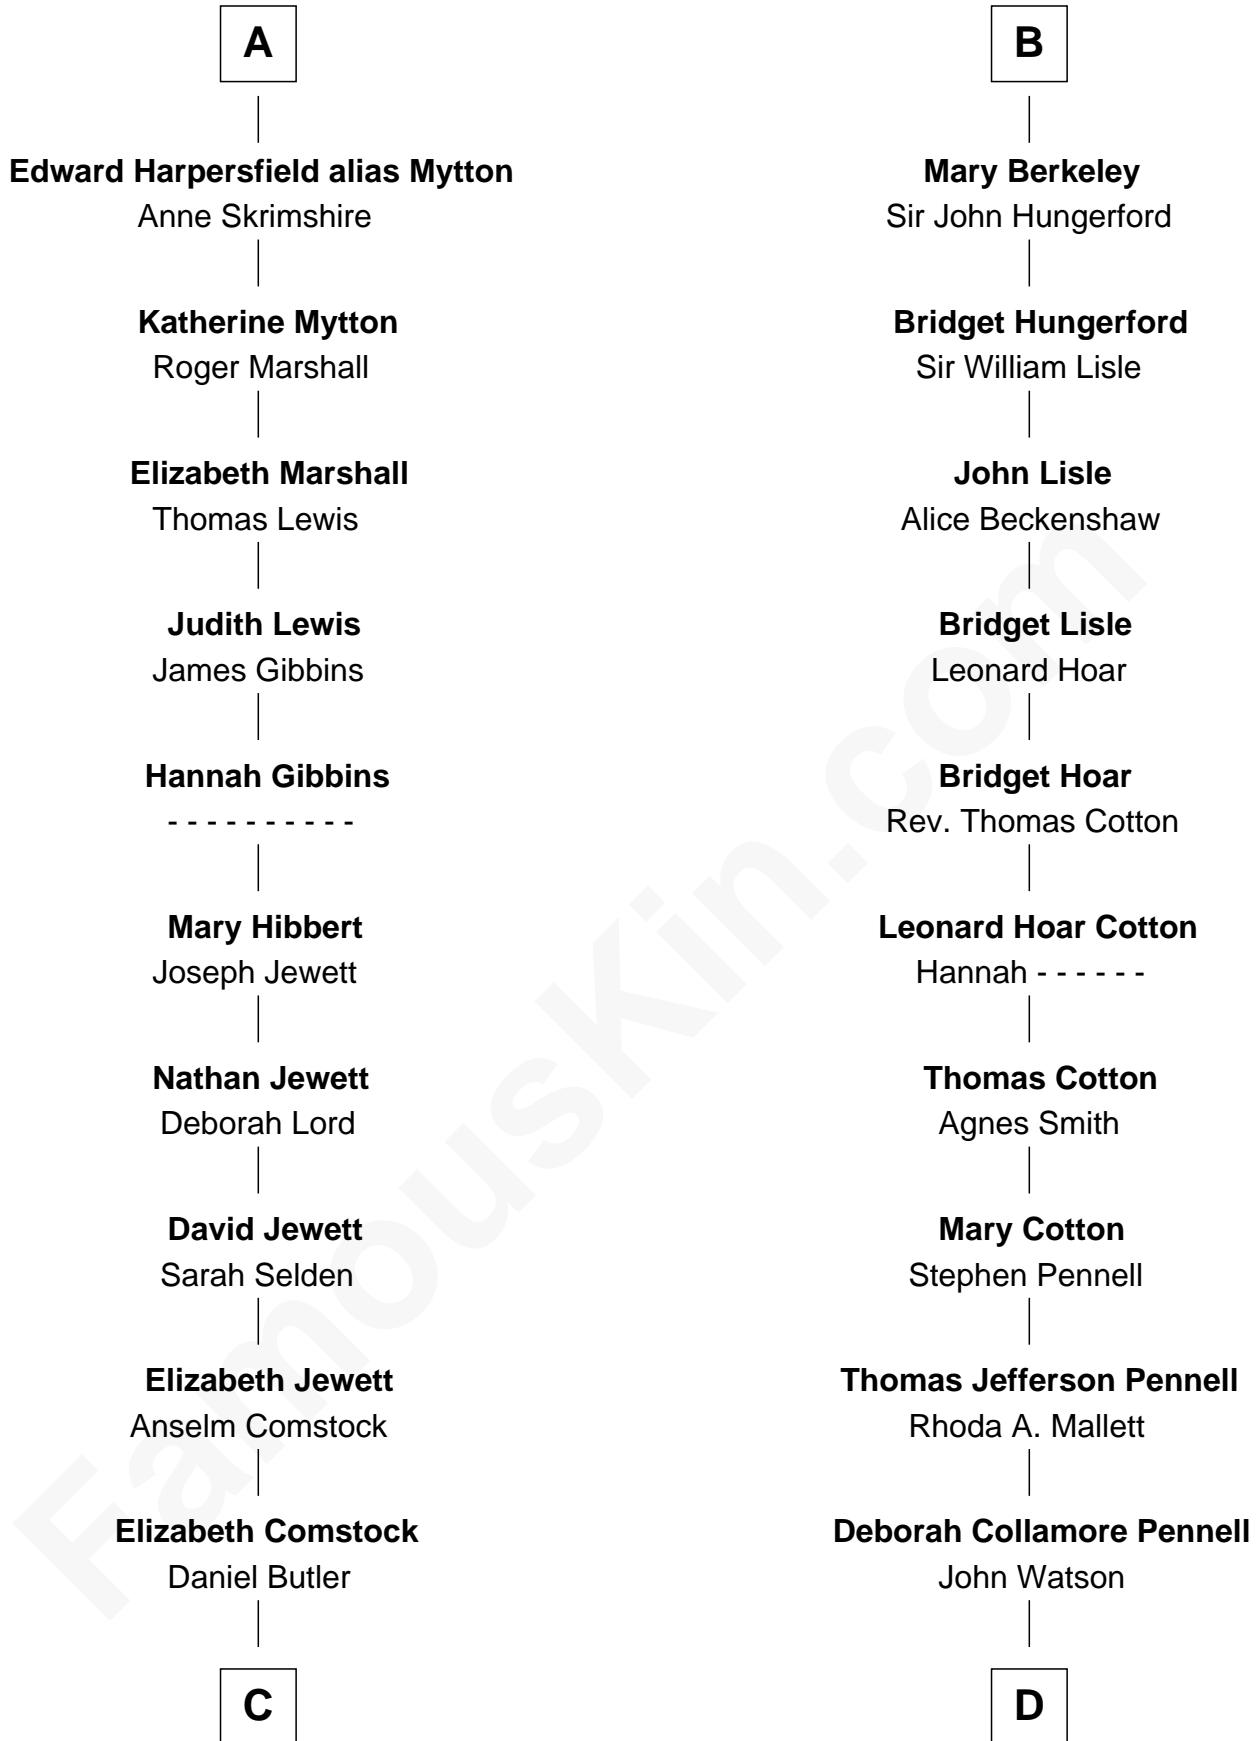 A
Edward Harpersfield alias Mytton
Anne Skrimshire
Katherine Mytton
Roger Marshall
Elizabeth Marshall
Thomas Lewis
Judith Lewis
James Gibbins
Hannah Gibbins
- - - - - - - - - -
Mary Hibbert
Joseph Jewett
Nathan Jewett
Deborah Lord
David Jewett
Sarah Selden
Elizabeth Jewett
Anselm Comstock
Elizabeth Comstock
Daniel Butler
C
B
Mary Berkeley
Sir John Hungerford
Bridget Hungerford
Sir William Lisle
John Lisle
Alice Beckenshaw
Bridget Lisle
Leonard Hoar
Bridget Hoar
Rev. Thomas Cotton
Leonard Hoar Cotton
Hannah - - - - - -
Thomas Cotton
Agnes Smith
Mary Cotton
Stephen Pennell
Thomas Jefferson Pennell
Rhoda A. Mallett
Deborah Collamore Pennell
John Watson
D
FamousKin.com